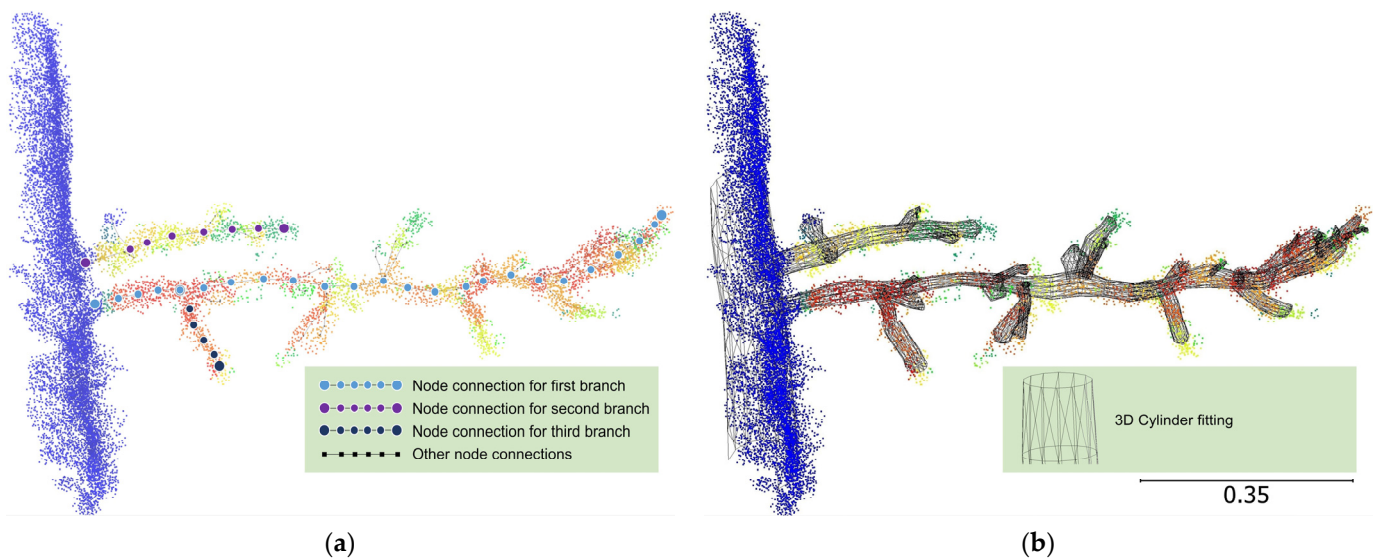 Node connection for first branch
Node connection for second branch
Node connection for third branch
Other node connections
3D Cylinder fitting
0.35
(a)
(b)